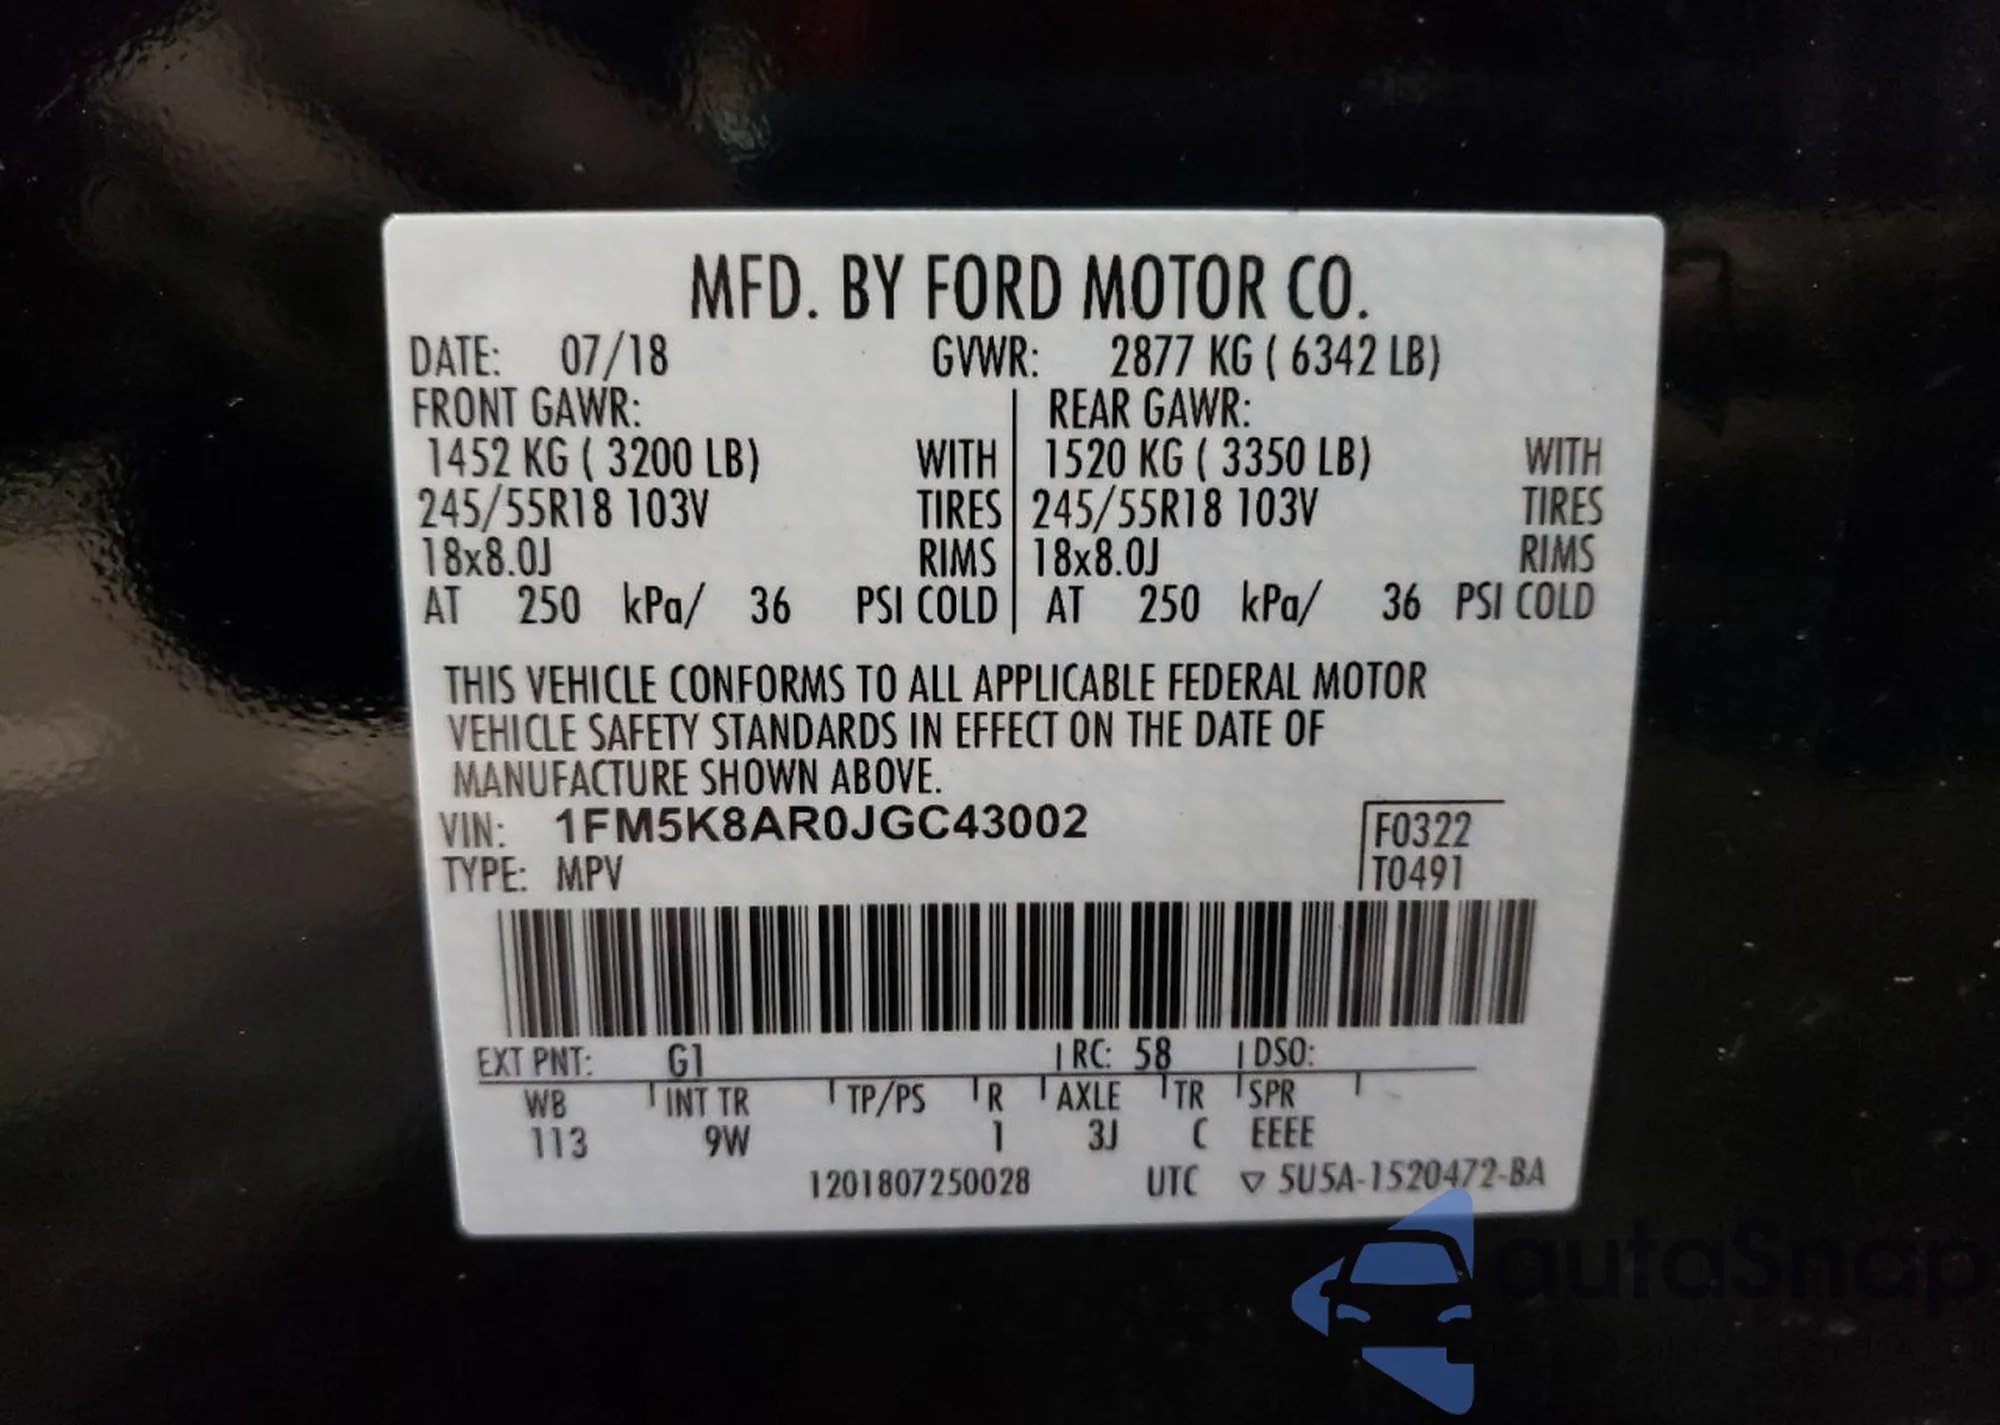 MFD. BY FORD MOTOR CO.
DATE: 07/18 GVWR: 2877 KG ( 6342 LB)
FRONT GAWR: REAR GAWR:
1452 KG ( 3200 LB) WITH 1520 KG ( 3350 LB) WITH
245/55R18 103V TIRES 245/55R18 103V TIRES
18x8.0J RIMS 18x8.0J RIMS
AT 250 kPa/ 36 PSI COLD AT 250 kPa/ 36 PSI COLD
THIS VEHICLE CONFORMS TO ALL APPLICABLE FEDERAL MOTOR
VEHICLE SAFETY STANDARDS IN EFFECT ON THE DATE OF
MANUFACTURE SHOWN ABOVE.
VIN: 1FM5K8AR0JGC43002 F0322
TYPE: MPV T0491
EXT PNT: G1 RC: 58 DSO:
WB INT TR TP/PS R AXLE TR SPR
113 9W 1 3J C EEEE
1201807250028 UTC ▽ 5U5A-1520472-BA
autoSnap